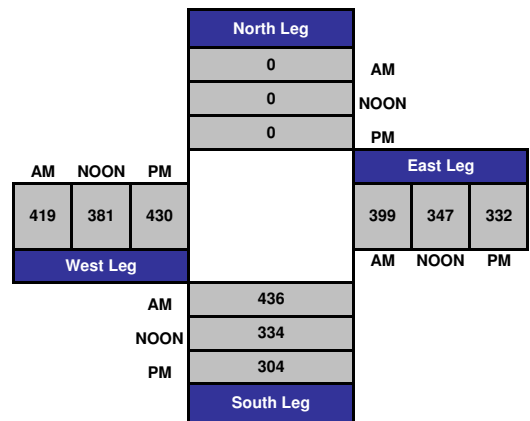 North Leg
0 AM
0 NOON
0 PM
AM NOON PM
East Leg
419 381 430
399 347 332
West Leg
AM NOON PM
AM 436
NOON 334
PM 304
South Leg